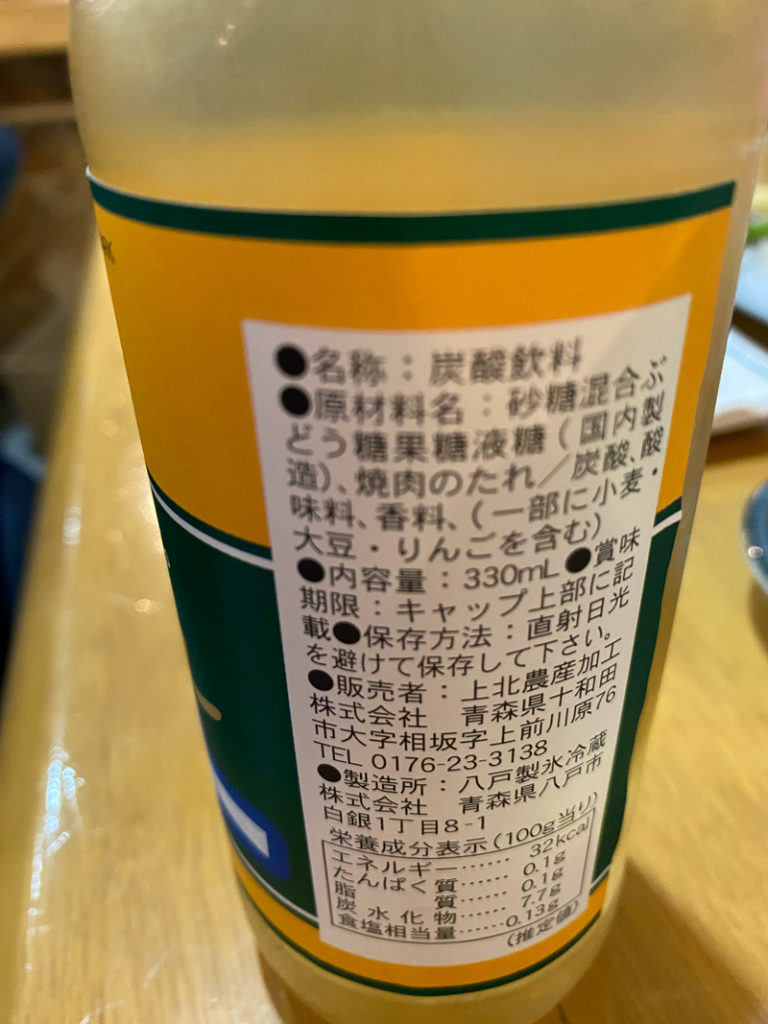 ●名称：炭酸飲料
●原材料名：砂糖混合ぶ
どう糖果糖液糖（国内製
造）、焼肉のたれ／炭酸、酸
味料、香料、（一部に小麦・
大豆・りんごを含む）
●内容量：330mL●賞味
期限：キャップ上部に記
載●保存方法：直射日光
を避けて保存して下さい。
●販売者：上北農産加工
株式会社　青森県十和田
市大字相坂字上前川原76
TEL 0176-23-3138
●製造所：八戸製氷冷蔵
株式会社　青森県八戸市
白銀1丁目8-1
栄養成分表示（100g当り）
エネルギー……32kcal
たんぱく質……0.1g
脂質……0.1g
炭水化物……7.7g
食塩相当量……0.13g
（推定値）